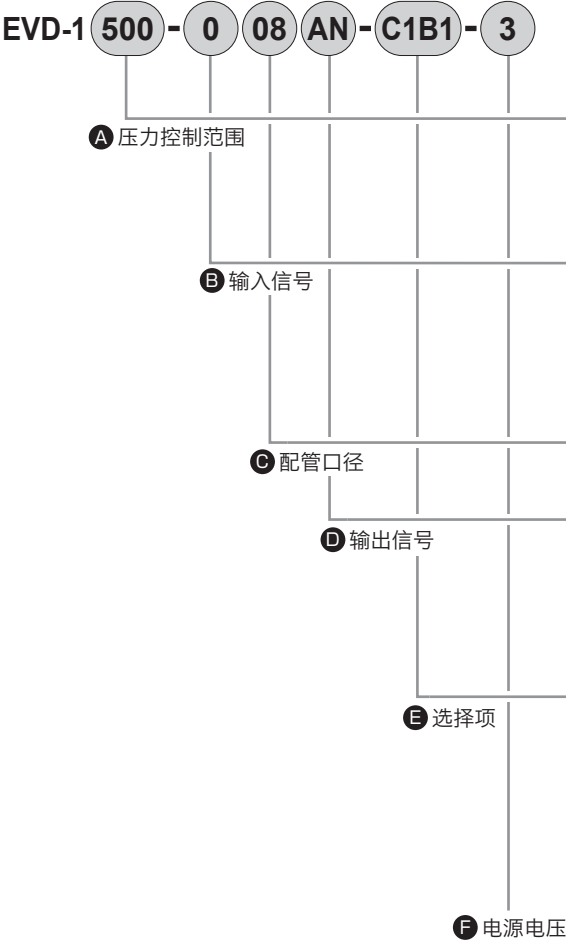 EVD-1 500 - 0 08 AN - C1B1 - 3
A 压力控制范围
B 输入信号
C 配管口径
D 输出信号
E 选择项
F 电源电压